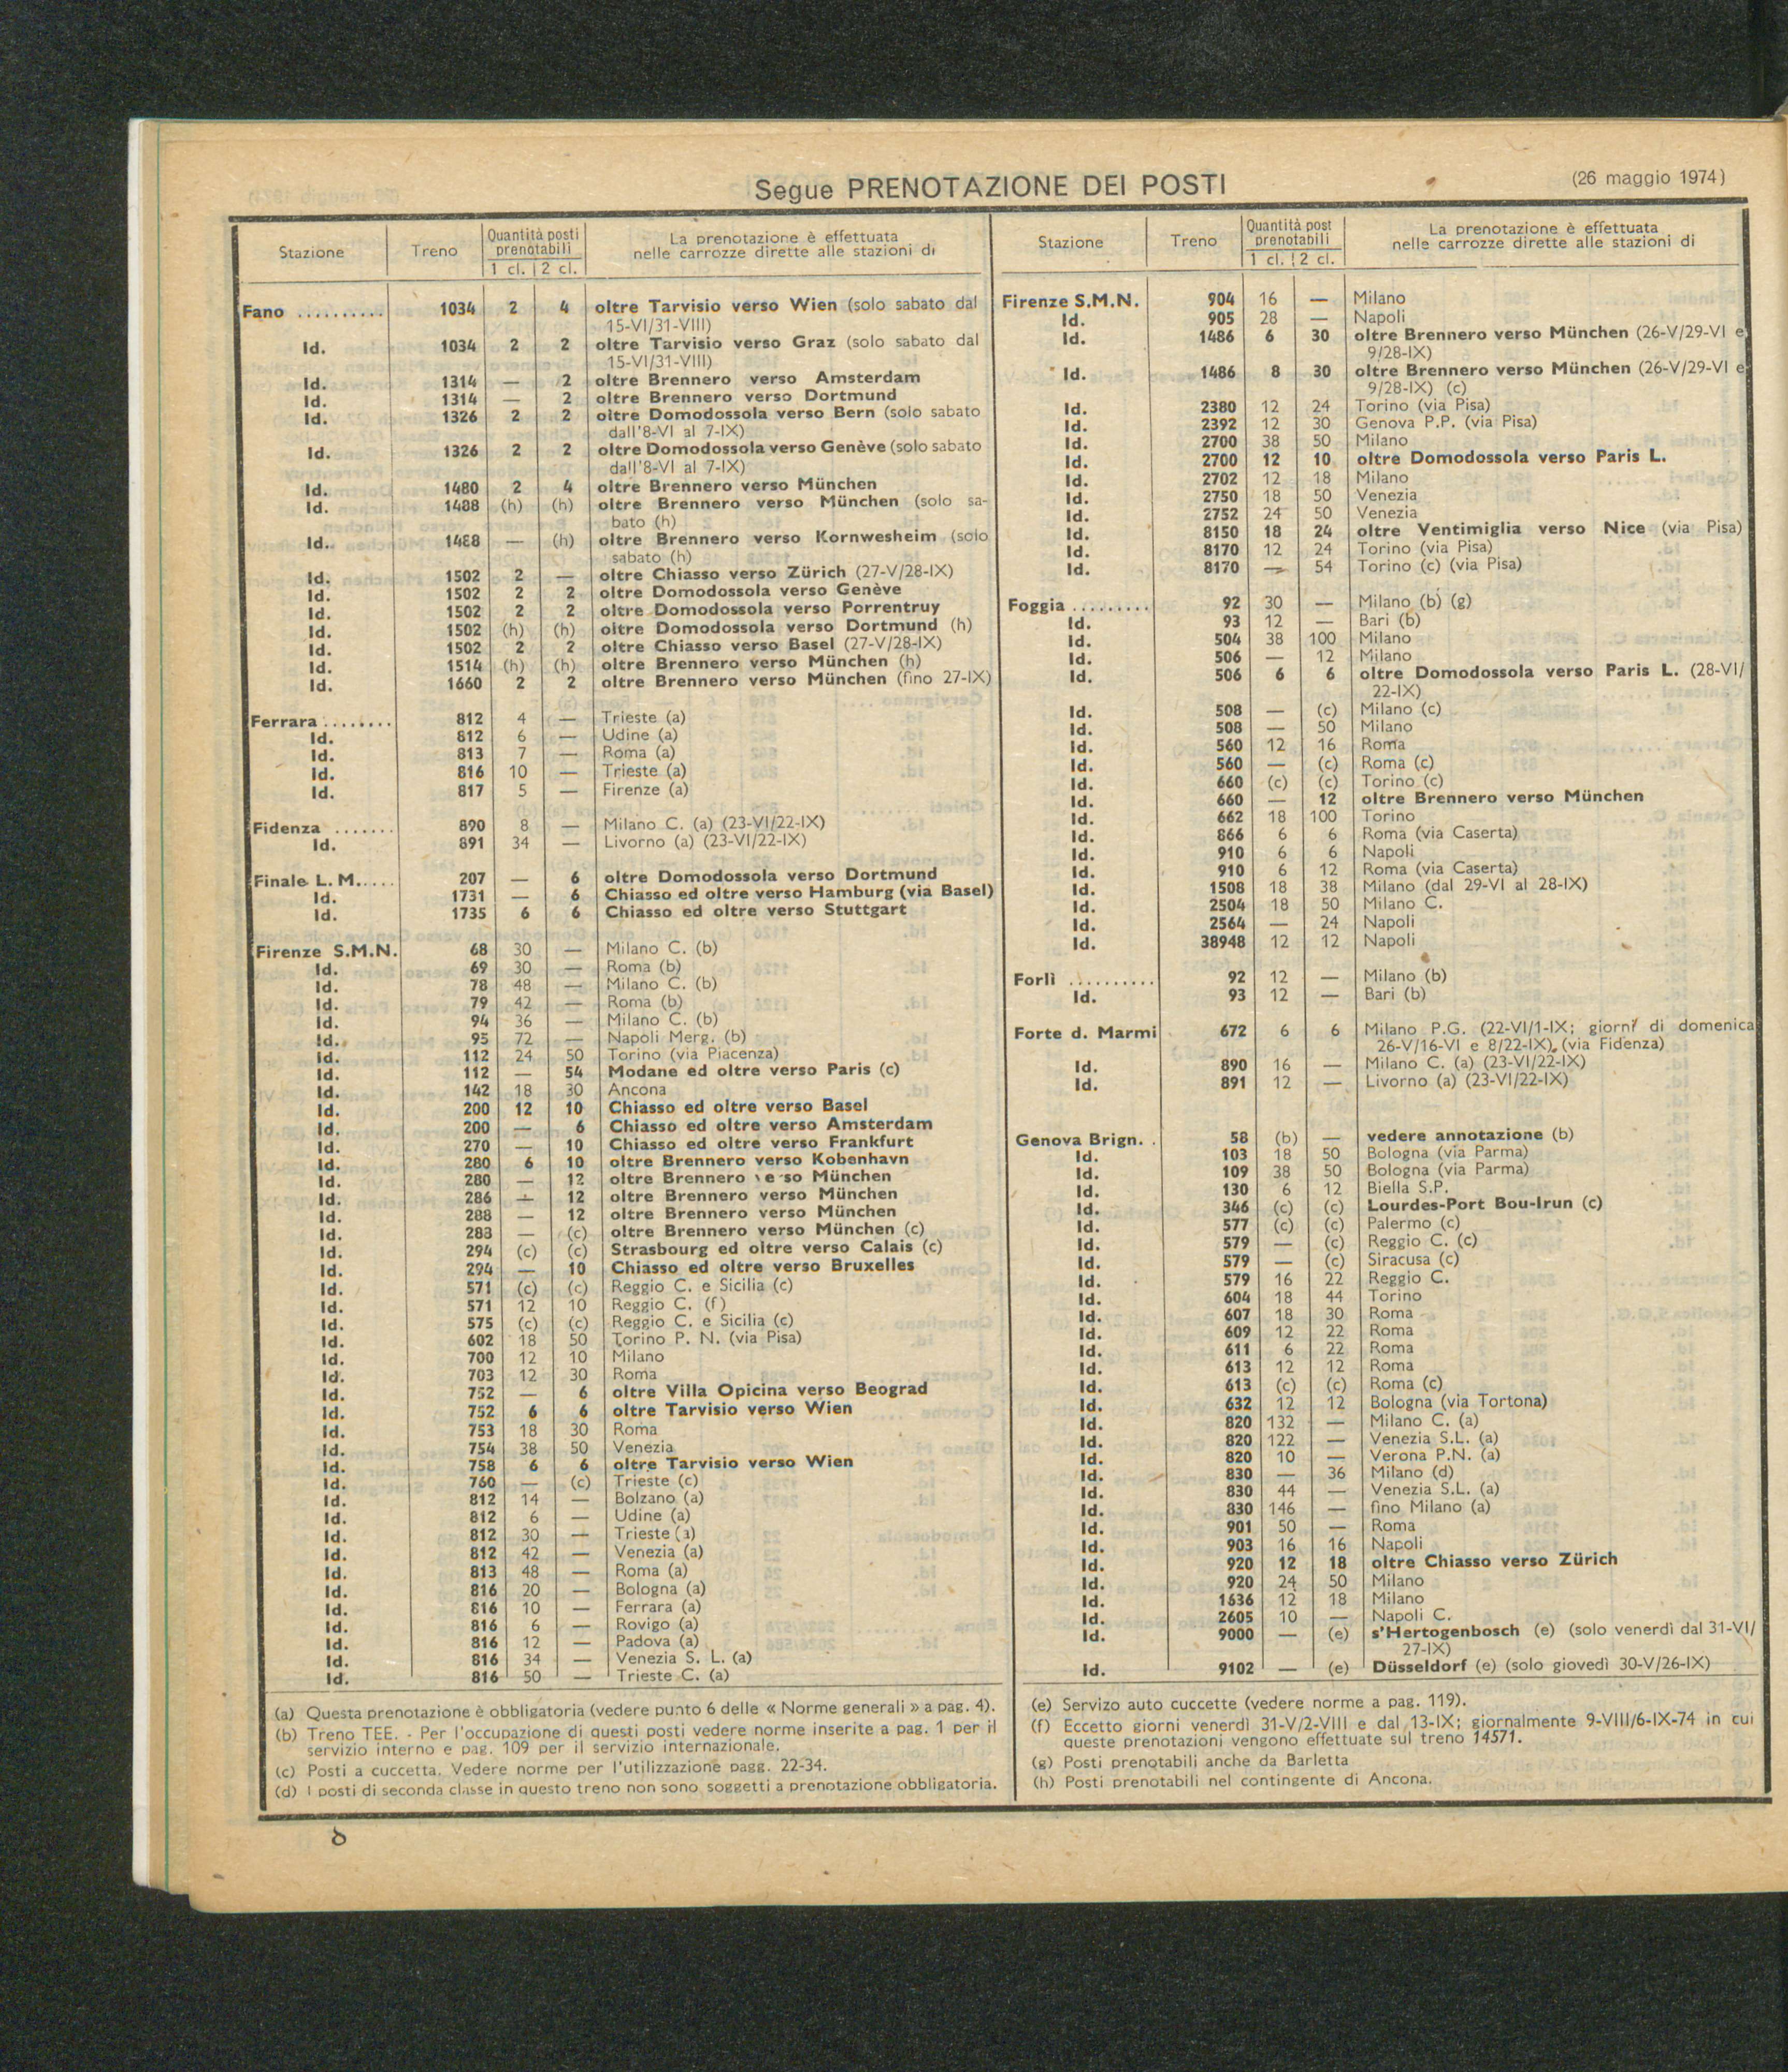 Segue PRENOTAZIONE DEI POSTI
(26 maggio 1974)
Stazione Treno Quantità posti prenotabili La prenotazione è effettuata
1 cl. 2 cl. nelle carrozze dirette alle stazioni di
Fano .......... 1034 2 4 oltre Tarvisio verso Wien (solo sabato dal
15-VI/31-VIII)
Id. 1034 2 2 oltre Tarvisio verso Graz (solo sabato dal
15-VI/31-VIII)
Id. 1314 — 2 oltre Brennero verso Amsterdam
Id. 1314 — 2 oltre Brennero verso Dortmund
Id. 1326 2 2 oltre Domodossola verso Bern (solo sabato
dall'8-VI al 7-IX)
Id. 1326 2 2 oltre Domodossola verso Genève (solo sabato
dall'8-VI al 7-IX)
Id. 1480 2 4 oltre Brennero verso München
Id. 1488 (h) (h) oltre Brennero verso München (solo sa-
bato (h)
Id. 1488 — (h) oltre Brennero verso Kornwesheim (solo
sabato (h)
Id. 1502 2 — oltre Chiasso verso Zürich (27-V/28-IX)
Id. 1502 2 2 oltre Domodossola verso Genève
Id. 1502 2 2 oltre Domodossola verso Porrentruy
Id. 1502 (h) (h) oltre Domodossola verso Dortmund (h)
Id. 1502 2 2 oltre Chiasso verso Basel (27-V/28-IX)
Id. 1514 (h) (h) oltre Brennero verso München (h)
Id. 1660 2 2 oltre Brennero verso München (fino 27-IX)
Ferrara ........ 812 4 — Trieste (a)
Id. 812 6 — Udine (a)
Id. 813 7 — Roma (a)
Id. 816 10 — Trieste (a)
Id. 817 5 — Firenze (a)
Fidenza ....... 890 8 — Milano C. (a) (23-VI/22-IX)
Id. 891 34 — Livorno (a) (23-VI/22-IX)
Finale L. M..... 207 — 6 oltre Domodossola verso Dortmund
Id. 1731 — 6 Chiasso ed oltre verso Hamburg (via Basel)
Id. 1735 6 6 Chiasso ed oltre verso Stuttgart
Firenze S.M.N. 68 30 — Milano C. (b)
Id. 69 30 — Roma (b)
Id. 78 48 — Milano C. (b)
Id. 79 42 — Roma (b)
Id. 94 36 — Milano C. (b)
Id. 95 72 — Napoli Merg. (b)
Id. 112 24 50 Torino (via Piacenza)
Id. 112 — 54 Modane ed oltre verso Paris (c)
Id. 142 18 30 Ancona
Id. 200 12 10 Chiasso ed oltre verso Basel
Id. 200 — 6 Chiasso ed oltre verso Amsterdam
Id. 270 — 10 Chiasso ed oltre verso Frankfurt
Id. 280 6 10 oltre Brennero verso Kobenhavn
Id. 280 — 12 oltre Brennero verso München
Id. 286 — 12 oltre Brennero verso München
Id. 288 — 12 oltre Brennero verso München
Id. 288 — (c) oltre Brennero verso München (c)
Id. 294 (c) (c) Strasbourg ed oltre verso Calais (c)
Id. 294 — 10 Chiasso ed oltre verso Bruxelles
Id. 571 (c) (c) Reggio C. e Sicilia (c)
Id. 571 12 10 Reggio C. (f)
Id. 575 (c) (c) Reggio C. e Sicilia (c)
Id. 602 18 50 Torino P. N. (via Pisa)
Id. 700 12 10 Milano
Id. 703 12 30 Roma
Id. 752 — 6 oltre Villa Opicina verso Beograd
Id. 752 6 6 oltre Tarvisio verso Wien
Id. 753 18 30 Roma
Id. 754 38 50 Venezia
Id. 758 6 6 oltre Tarvisio verso Wien
Id. 760 — (c) Trieste (c)
Id. 812 14 — Bolzano (a)
Id. 812 6 — Udine (a)
Id. 812 30 — Trieste (a)
Id. 812 42 — Venezia (a)
Id. 813 48 — Roma (a)
Id. 816 20 — Bologna (a)
Id. 816 10 — Ferrara (a)
Id. 816 6 — Rovigo (a)
Id. 816 12 — Padova (a)
Id. 816 34 — Venezia S. L. (a)
Id. 816 50 — Trieste C. (a)
(a) Questa prenotazione è obbligatoria (vedere punto 6 delle « Norme generali » a pag. 4).
(b) Treno TEE. - Per l'occupazione di questi posti vedere norme inserite a pag. 1 per il
servizio interno e pag. 109 per il servizio internazionale.
(c) Posti a cuccetta. Vedere norme per l'utilizzazione pagg. 22-34.
(d) I posti di seconda classe in questo treno non sono soggetti a prenotazione obbligatoria.
Stazione Treno Quantità post prenotabili La prenotazione è effettuata
1 cl. 2 cl. nelle carrozze dirette alle stazioni di
Firenze S.M.N. 904 16 — Milano
Id. 905 28 — Napoli
Id. 1486 6 30 oltre Brennero verso München (26-V/29-VI e
9/28-IX)
Id. 1486 8 30 oltre Brennero verso München (26-V/29-VI e
9/28-IX) (c)
Id. 2380 12 24 Torino (via Pisa)
Id. 2392 12 30 Genova P.P. (via Pisa)
Id. 2700 38 50 Milano
Id. 2700 12 10 oltre Domodossola verso Paris L.
Id. 2702 12 18 Milano
Id. 2750 18 50 Venezia
Id. 2752 24 50 Venezia
Id. 8150 18 24 oltre Ventimiglia verso Nice (via Pisa)
Id. 8170 12 24 Torino (via Pisa)
Id. 8170 — 54 Torino (c) (via Pisa)
Foggia ......... 92 30 — Milano (b) (g)
Id. 93 12 — Bari (b)
Id. 504 38 100 Milano
Id. 506 — 12 Milano
Id. 506 6 6 oltre Domodossola verso Paris L. (28-VI/
22-IX)
Id. 508 — (c) Milano (c)
Id. 508 — 50 Milano
Id. 560 12 16 Roma
Id. 560 — (c) Roma (c)
Id. 660 (c) (c) Torino (c)
Id. 660 — 12 oltre Brennero verso München
Id. 662 18 100 Torino
Id. 866 6 6 Roma (via Caserta)
Id. 910 6 6 Napoli
Id. 910 6 12 Roma (via Caserta)
Id. 1508 18 38 Milano (dal 29-VI al 28-IX)
Id. 2504 18 50 Milano C.
Id. 2564 — 24 Napoli
Id. 38948 12 12 Napoli
Forlì .......... 92 12 — Milano (b)
Id. 93 12 — Bari (b)
Forte d. Marmi 672 6 6 Milano P.G. (22-VI/1-IX; giorni di domenica
26-V/16-VI e 8/22-IX) (via Fidenza)
Id. 890 16 — Milano C. (a) (23-VI/22-IX)
Id. 891 12 — Livorno (a) (23-VI/22-IX)
Genova Brign. . 58 (b) — vedere annotazione (b)
Id. 103 18 50 Bologna (via Parma)
Id. 109 38 50 Bologna (via Parma)
Id. 130 6 12 Biella S.P.
Id. 346 (c) (c) Lourdes-Port Bou-Irun (c)
Id. 577 (c) (c) Palermo (c)
Id. 579 — (c) Reggio C. (c)
Id. 579 — (c) Siracusa (c)
Id. 579 16 22 Reggio C.
Id. 604 18 44 Torino
Id. 607 18 30 Roma
Id. 609 12 22 Roma
Id. 611 6 22 Roma
Id. 613 12 12 Roma
Id. 613 (c) (c) Roma (c)
Id. 632 12 12 Bologna (via Tortona)
Id. 820 132 — Milano C. (a)
Id. 820 122 — Venezia S.L. (a)
Id. 820 10 — Verona P.N. (a)
Id. 830 — 36 Milano (d)
Id. 830 44 — Venezia S.L. (a)
Id. 830 146 — fino Milano (a)
Id. 901 50 — Roma
Id. 903 16 16 Napoli
Id. 920 12 18 oltre Chiasso verso Zürich
Id. 920 24 50 Milano
Id. 1636 12 18 Milano
Id. 2605 10 — Napoli C.
Id. 9000 — (e) s'Hertogenbosch (e) (solo venerdì dal 31-VI/
27-IX)
Id. 9102 — (e) Düsseldorf (e) (solo giovedì 30-V/26-IX)
(e) Servizo auto cuccette (vedere norme a pag. 119).
(f) Eccetto giorni venerdì 31-V/2-VIII e dal 13-IX; giornalmente 9-VIII/6-IX-74 in cui
queste prenotazioni vengono effettuate sul treno 14571.
(g) Posti prenotabili anche da Barletta
(h) Posti prenotabili nel contingente di Ancona.